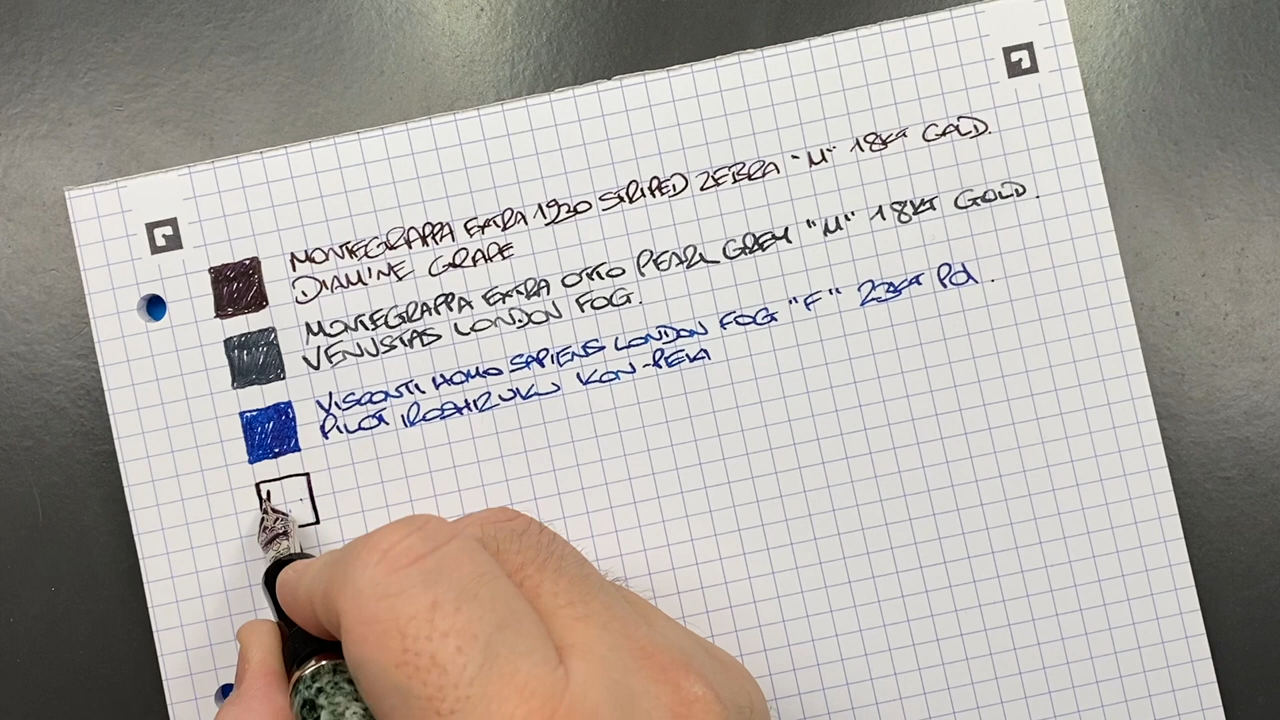 MONTEGRAPPA EXTRA 1930 STRIPED ZEBRA "M" 18KT GOLD.
DIAMINE GRAPE
MONTEGRAPPA EXTRA OTTO PEARL GREY "M" 18KT GOLD.
VENUSTAS LONDON FOG.
VISCONTI HOMO SAPIENS LONDON FOG "F" 23KT Pd.
PILOT IROSHIZUKU KON-PEKI